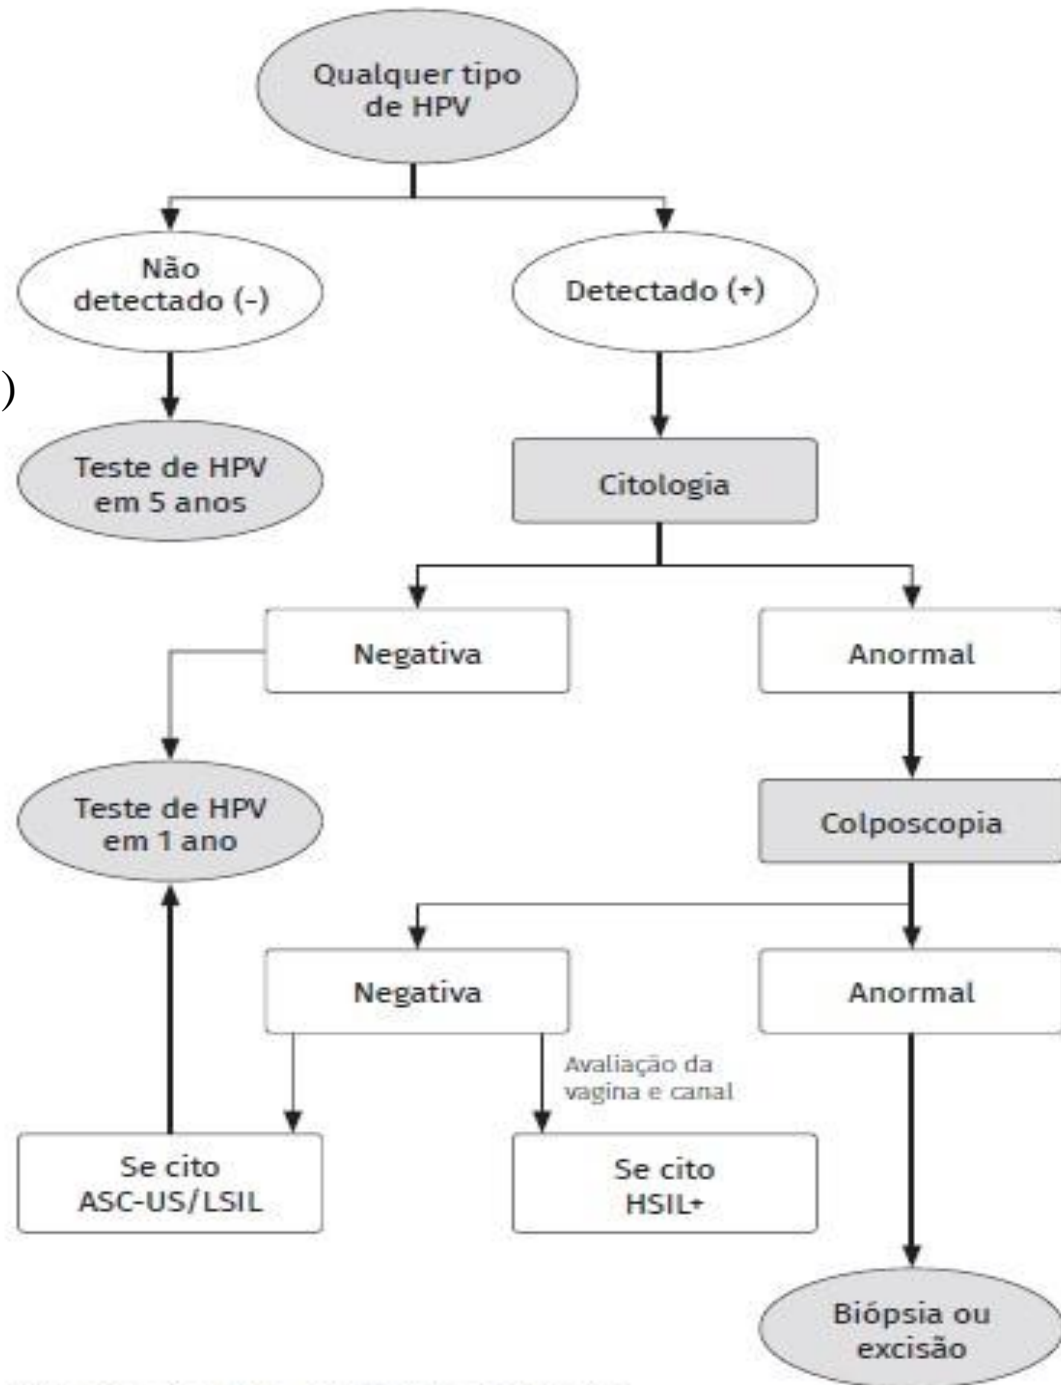 Qualquer tipo
de HPV
Não
detectado (-)
Detectado (+)
)
Teste de HPV
em 5 anos
Citologia
Negativa
Anormal
Teste de HPV
em 1 ano
Colposcopia
Negativa
Anormal
Avaliação da
vagina e canal
Se cito
ASC-US/LSIL
Se cito
HSIL+
Biópsia ou
excisão